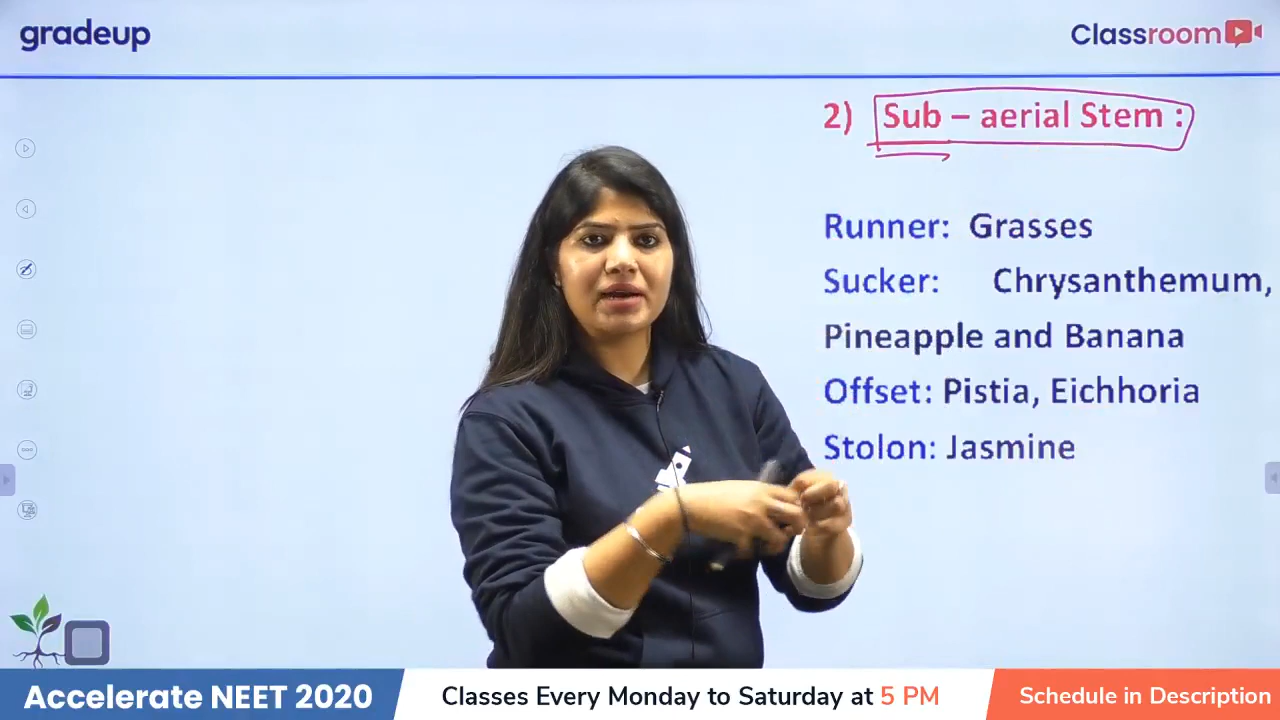 gradeup
Classroom
2) Sub – aerial Stem :
Runner: Grasses
Sucker: Chrysanthemum,
Pineapple and Banana
Offset: Pistia, Eichhoria
Stolon: Jasmine
Accelerate NEET 2020
Classes Every Monday to Saturday at 5 PM
Schedule in Description